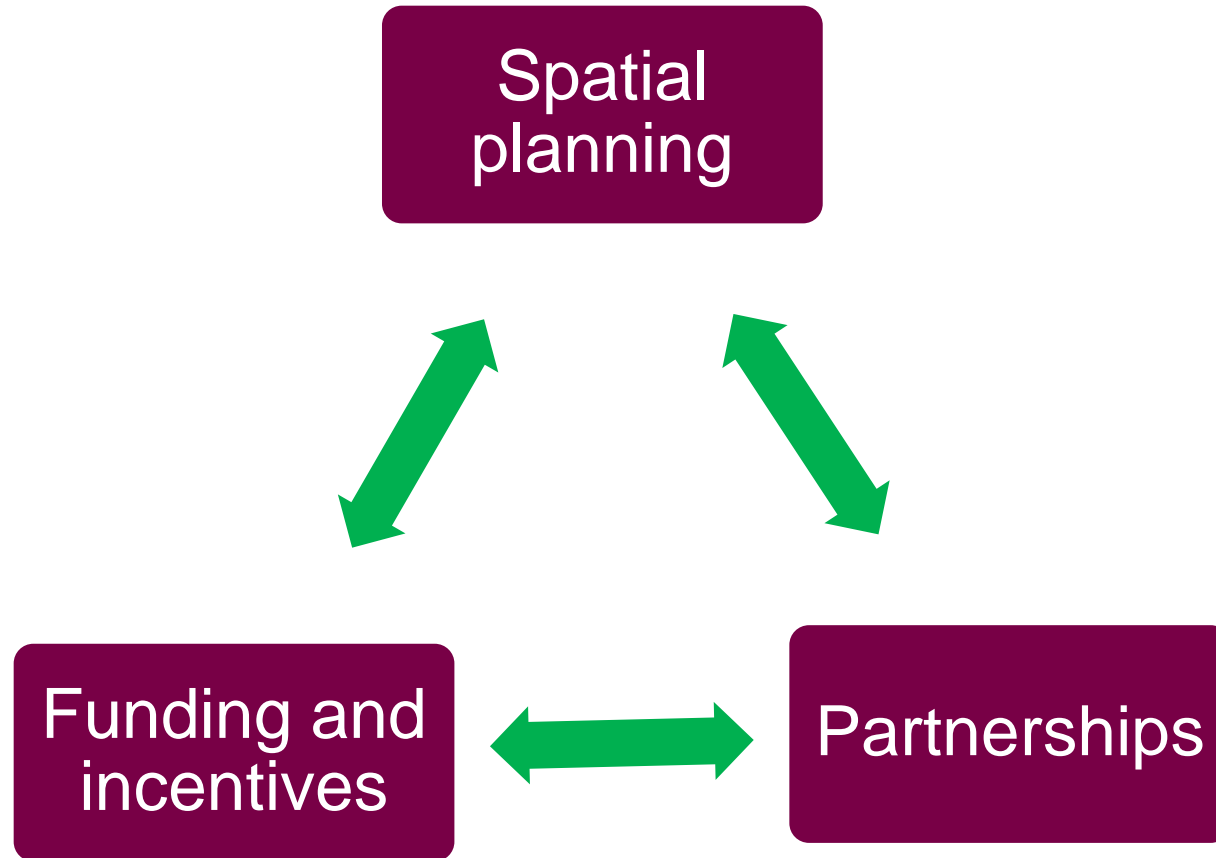 Spatial
planning
Funding and
incentives
Partnerships